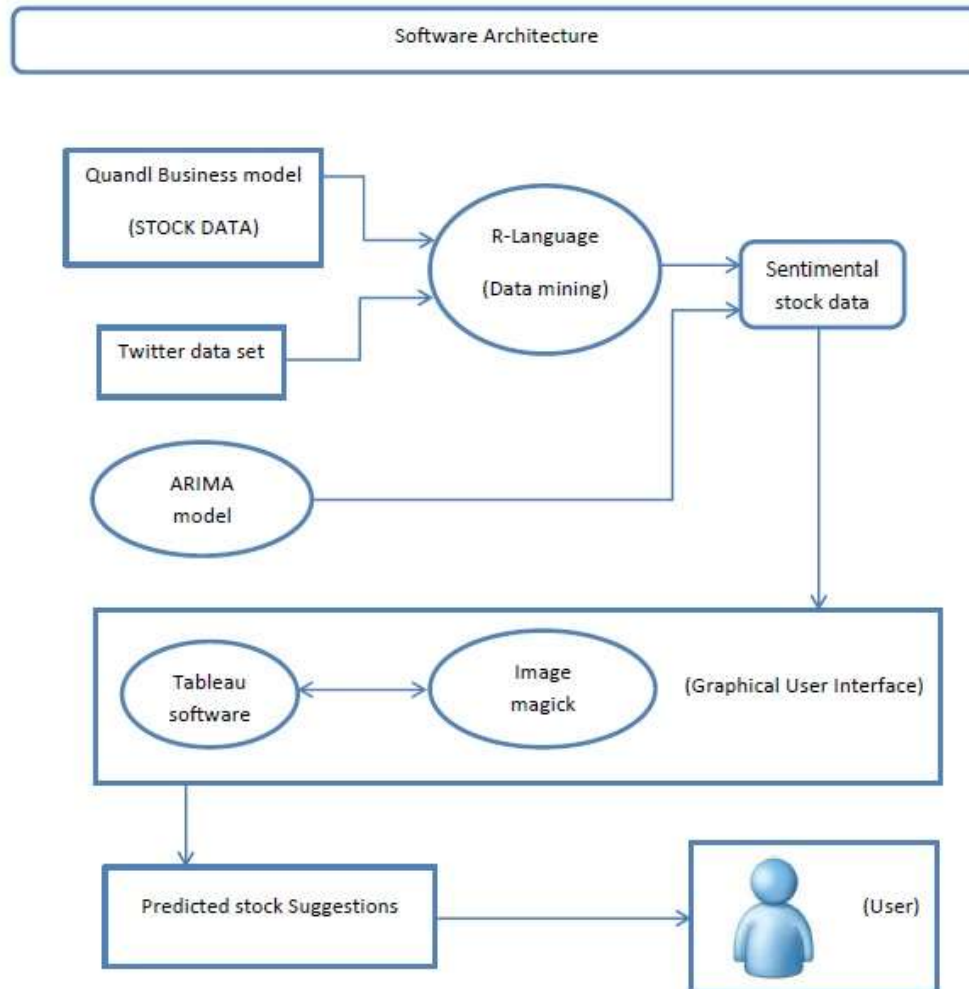 Software Architecture
Quandl Business model
(STOCK DATA)
R-Language
(Data mining)
Sentimental
stock data
Twitter data set
ARIMA
model
Tableau
software
Image
magick
(Graphical User Interface)
Predicted stock Suggestions
(User)